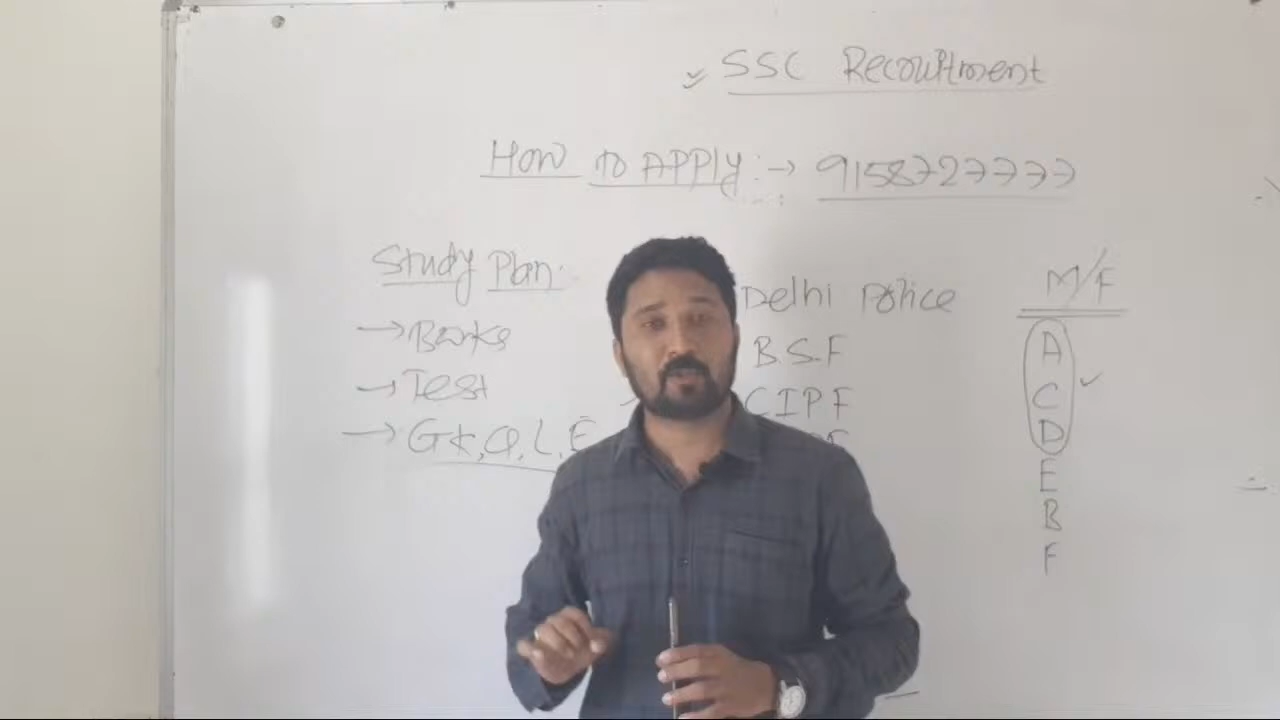 SSC Recruitment
How to APPly :→ 9158727777
Study Plan:
→ Books
→ Test
→ GK, Q, L, E
Delhi Police
B.S.F
CIPF
M/F
A
C
D
E
B
F